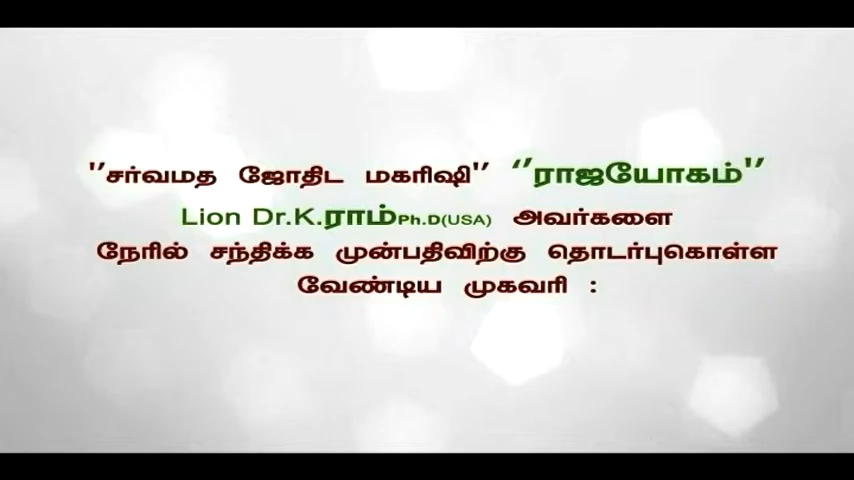 "சர்வமத ஜோதிட மகரிஷி" "ராஜயோகம்"
Lion Dr.K.ராம்Ph.D(USA) அவர்களை
நேரில் சந்திக்க முன்பதிவிற்கு தொடர்புகொள்ள
வேண்டிய முகவரி :